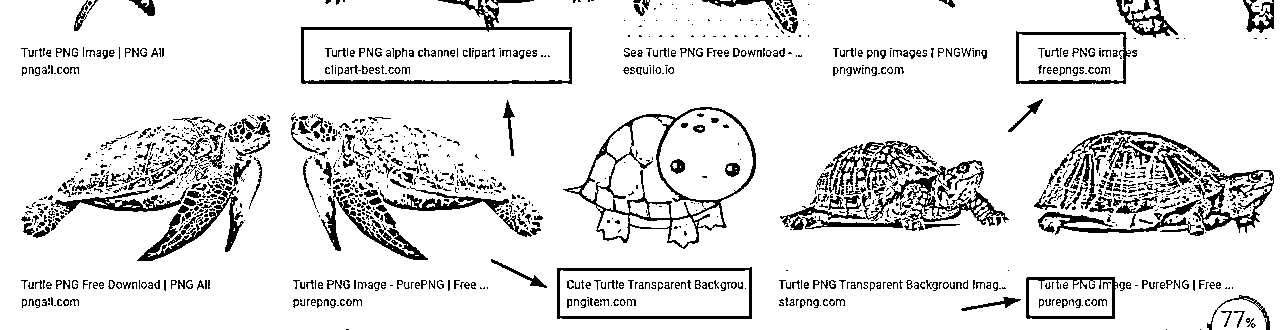 Turtle PNG Image | PNG All
pngall.com
Turtle PNG alpha channel clipart images ...
clipart-best.com
Sea Turtle PNG Free Download - ...
esquilo.io
Turtle png images | PNGWing
pngwing.com
Turtle PNG images
freepngs.com
Turtle PNG Free Download | PNG All
pngall.com
Turtle PNG Image - PurePNG | Free ...
purepng.com
Cute Turtle Transparent Backgrou
pngitem.com
Turtle PNG Transparent Background Imag...
starpng.com
Turtle PNG Image - PurePNG | Free ...
purepng.com
77%